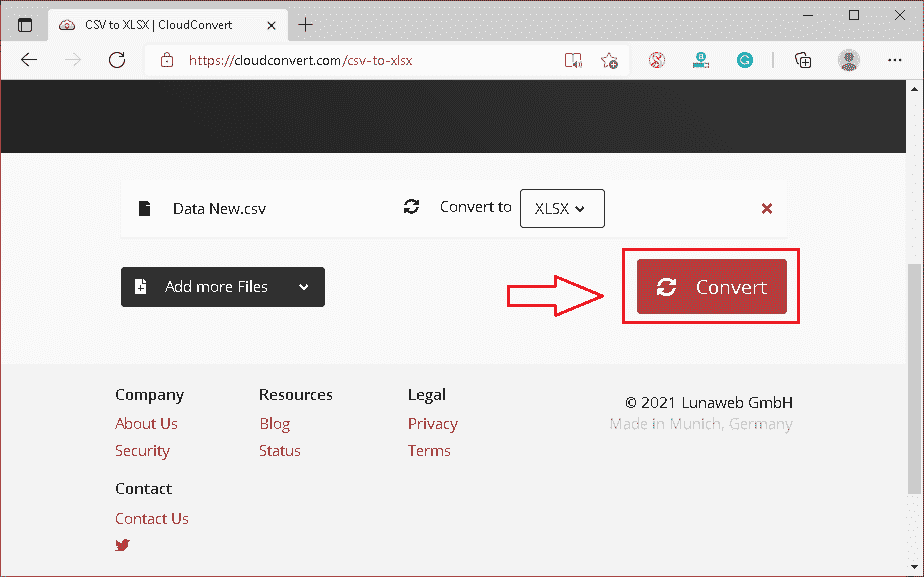 CSV to XLSX | CloudConvert
https://cloudconvert.com/csv-to-xlsx
Data New.csv
Convert to
XLSX
Add more Files
Convert
Company
About Us
Security
Contact
Contact Us
Resources
Blog
Status
Legal
Privacy
Terms
© 2021 Lunaweb GmbH
Made in Munich, Germany